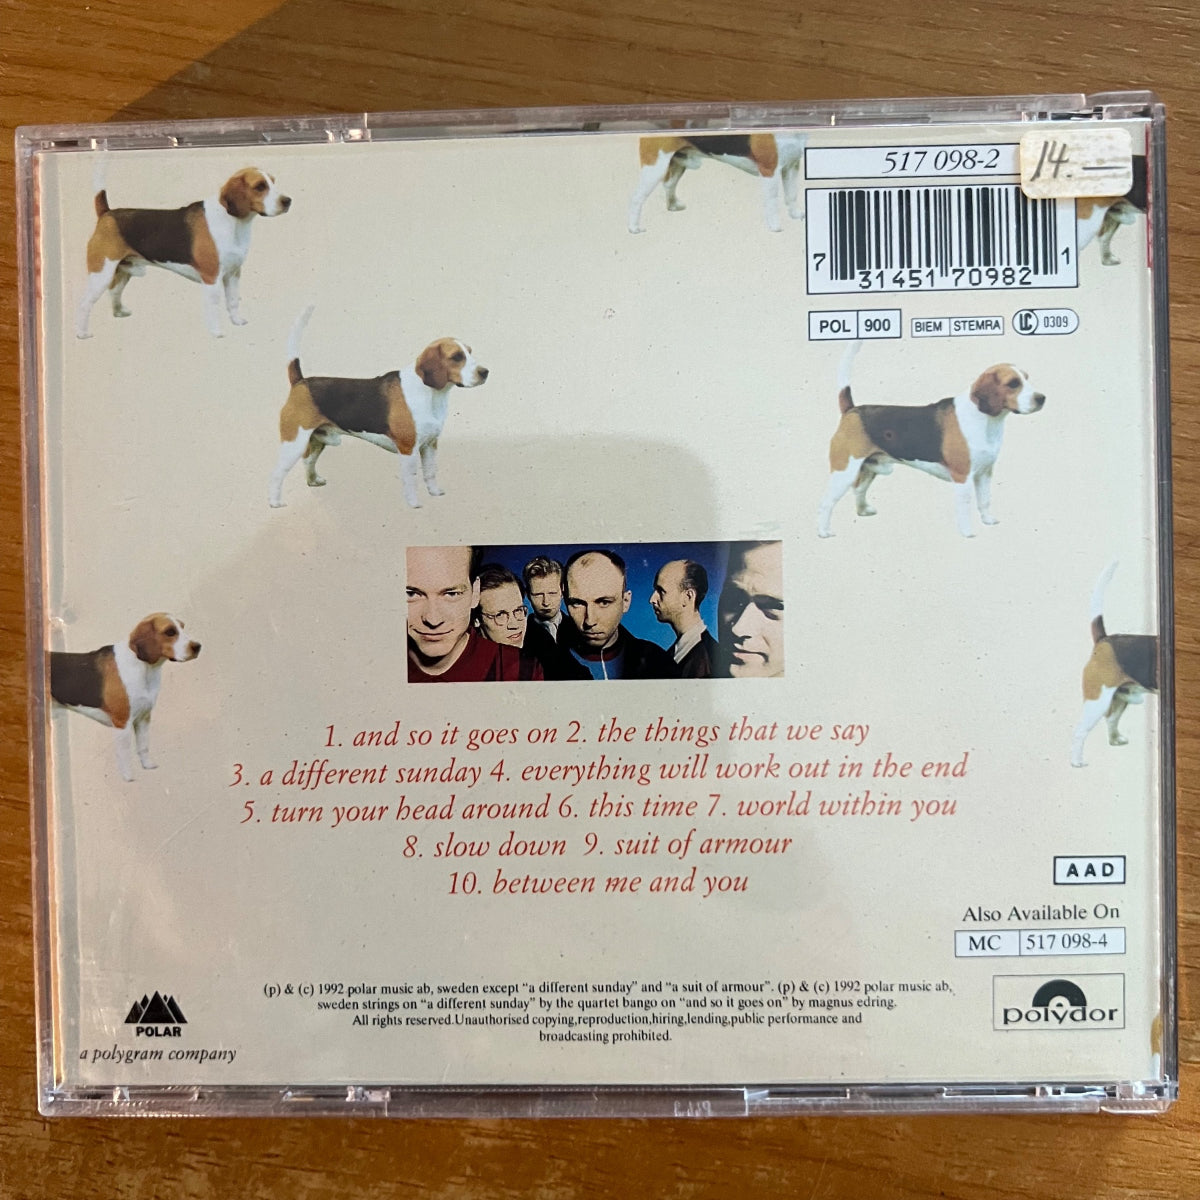 517 098-2
14.—
7 31451 70982 1
POL 900
BIEM STEMRA
LC 0309
1. and so it goes on 2. the things that we say
3. a different sunday 4. everything will work out in the end
5. turn your head around 6. this time 7. world within you
8. slow down 9. suit of armour
10. between me and you
AAD
Also Available On
MC 517 098-4
(p) & (c) 1992 polar music ab, sweden except "a different sunday" and "a suit of armour". (p) & (c) 1992 polar music ab,
sweden strings on "a different sunday" by the quartet bango on "and so it goes on" by magnus edring.
All rights reserved.Unauthorised copying,reproduction,hiring,lending,public performance and
broadcasting prohibited.
POLAR
a polygram company
polydor